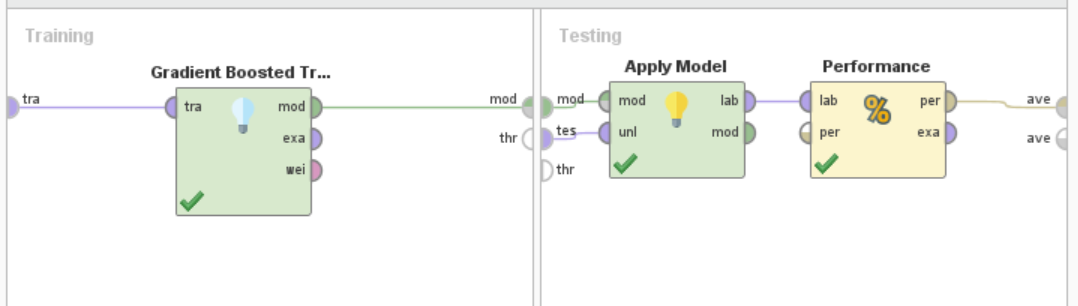 Training
Testing
Gradient Boosted Tr...
Apply Model
Performance
tra
tra
mod
exa
wei
mod
thr
mod
tes
thr
mod
unl
lab
mod
lab
per
%
per
exa
ave
ave